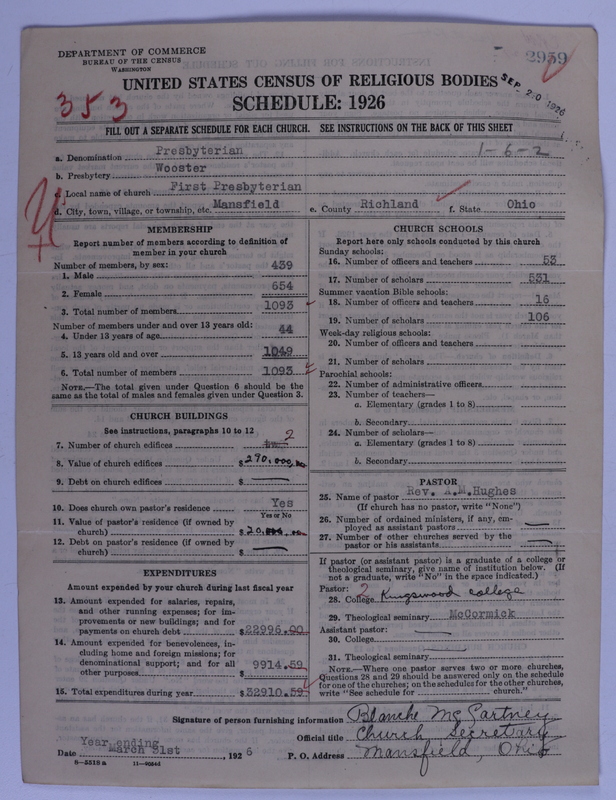 DEPARTMENT OF COMMERCE
BUREAU OF THE CENSUS
WASHINGTON
2959
UNITED STATES CENSUS OF RELIGIOUS BODIES
SEP 20 1926
353
SCHEDULE: 1926
FILL OUT A SEPARATE SCHEDULE FOR EACH CHURCH. SEE INSTRUCTIONS ON THE BACK OF THIS SHEET
a. Denomination Presbyterian 1-6-2
b. Presbytery Wooster
c. Local name of church First Presbyterian
d. City, town, village, or township, etc. Mansfield e. County Richland f. State Ohio
MEMBERSHIP
Report number of members according to definition of
member in your church
Number of members, by sex:
1. Male 439
2. Female 654
3. Total number of members 1093
Number of members under and over 13 years old:
4. Under 13 years of age 44
5. 13 years old and over 1049
6. Total number of members 1093
NOTE.—The total given under Question 6 should be the
same as the total of males and females given under Question 3.
CHURCH BUILDINGS
See instructions, paragraphs 10 to 12
7. Number of church edifices 2
8. Value of church edifices $290,000.00
9. Debt on church edifices $
10. Does church own pastor's residence Yes
Yes or No
11. Value of pastor's residence (if owned by
church) $20,000.00
12. Debt on pastor's residence (if owned by
church) $
EXPENDITURES
Amount expended by your church during last fiscal year
13. Amount expended for salaries, repairs,
and other running expenses; for im-
provements or new buildings; and for
payments on church debt $22996.00
14. Amount expended for benevolences, in-
cluding home and foreign missions; for
denominational support; and for all
other purposes $ 9914.59
15. Total expenditures during year $32910.59
CHURCH SCHOOLS
Report here only schools conducted by this church
Sunday schools:
16. Number of officers and teachers 53
17. Number of scholars 531
Summer vacation Bible schools:
18. Number of officers and teachers 16
19. Number of scholars 106
Week-day religious schools:
20. Number of officers and teachers
21. Number of scholars
Parochial schools:
22. Number of administrative officers
23. Number of teachers—
a. Elementary (grades 1 to 8)
b. Secondary
24. Number of scholars—
a. Elementary (grades 1 to 8)
b. Secondary
PASTOR
25. Name of pastor Rev. A.M.Hughes
(If church has no pastor, write "None")
26. Number of ordained ministers, if any, em-
ployed as assistant pastors
27. Number of other churches served by the
pastor or his assistants
If pastor (or assistant pastor) is a graduate of a college or
theological seminary, give name of institution below. (If
not a graduate, write "No" in the space indicated.)
Pastor: 2
28. College Kingswood college
29. Theological seminary McCormick
Assistant pastor:
30. College
31. Theological seminary
NOTE.—Where one pastor serves two or more churches,
Questions 28 and 29 should be answered only on the schedule
for one of the churches; on the schedules for the other churches,
write "See schedule for church."
Signature of person furnishing information Blanche McCartney
Official title Church Secretary
Year ending
Date March 31st, 1926 P. O. Address Mansfield, Ohio
8-5518a